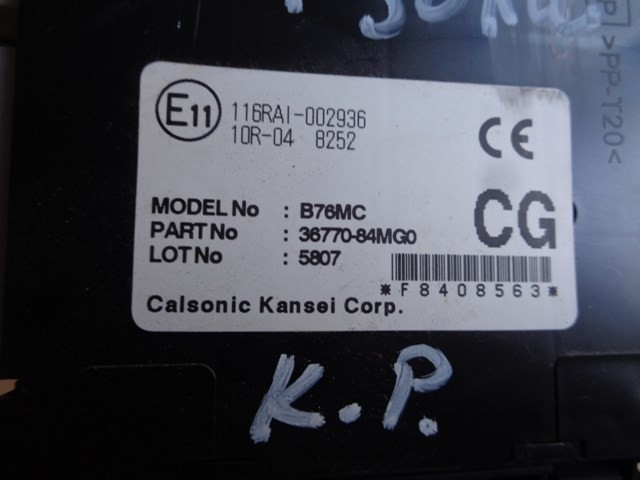 >PP-T20<
E11
116RAI-002936
10R-04 8252
CE
MODEL No : B76MC
PART No : 36770-84MG0
LOT No : 5807
CG
*F8408563*
Calsonic Kansei Corp.
K.P.